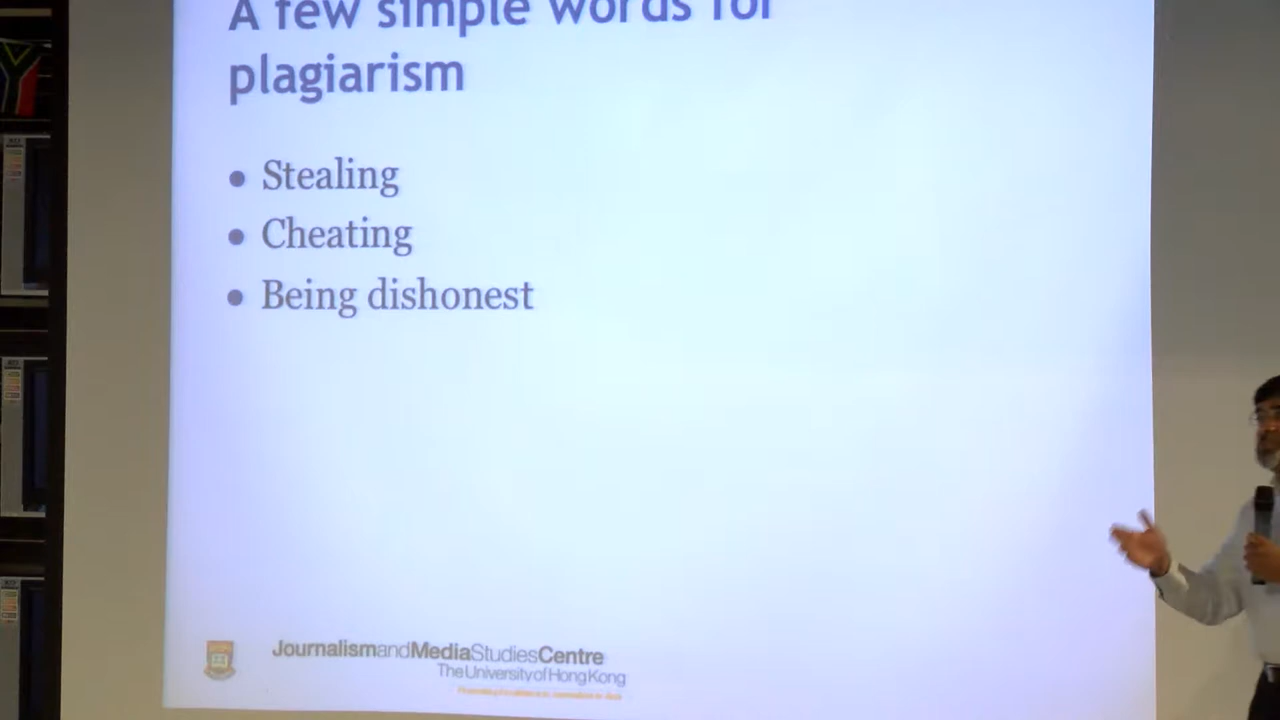 A few simple words for
plagiarism
• Stealing
• Cheating
• Being dishonest
JournalismandMediaStudiesCentre
The University of Hong Kong